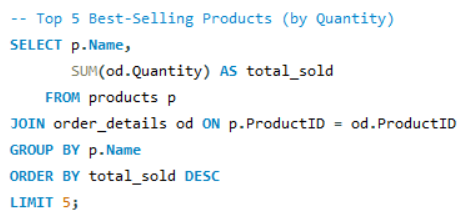 -- Top 5 Best-Selling Products (by Quantity)
SELECT p.Name,
       SUM(od.Quantity) AS total_sold
    FROM products p
JOIN order_details od ON p.ProductID = od.ProductID
GROUP BY p.Name
ORDER BY total_sold DESC
LIMIT 5;